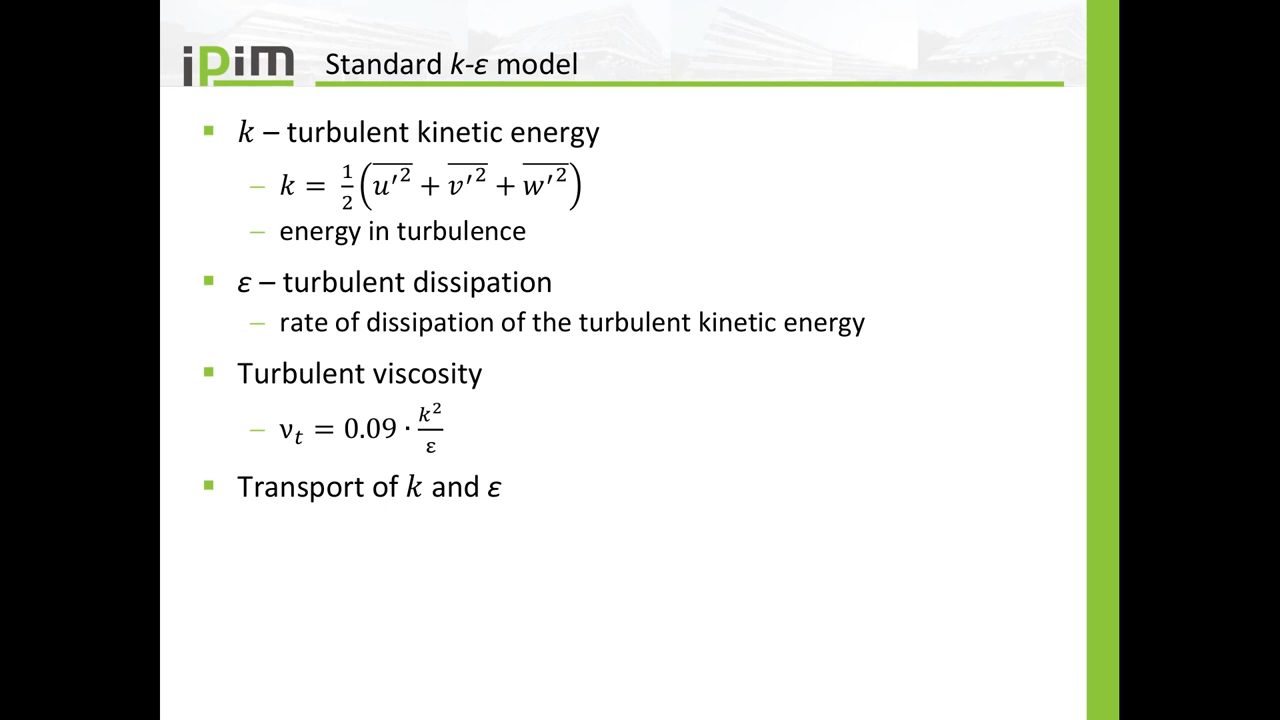 iPim
Standard k-ε model
▪ k – turbulent kinetic energy
– k = 1/2 (u′² + v′² + w′²)
– energy in turbulence
▪ ε – turbulent dissipation
– rate of dissipation of the turbulent kinetic energy
▪ Turbulent viscosity
– νₜ = 0.09 · k²/ε
▪ Transport of k and ε